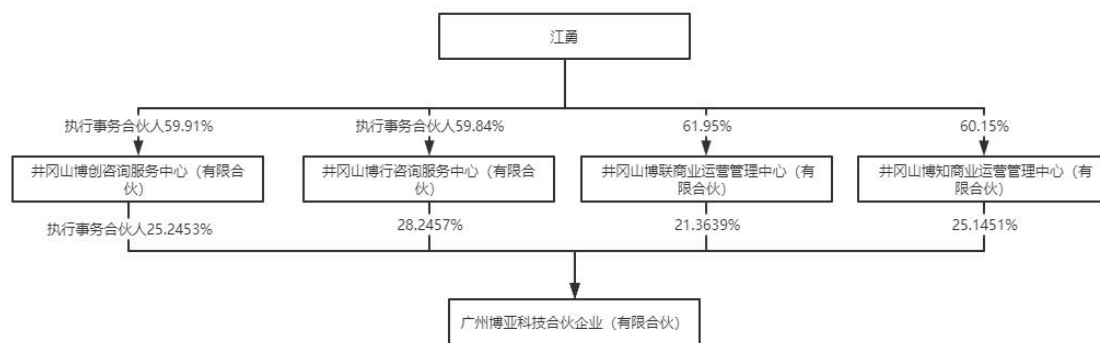 江勇
执行事务合伙人59.91%
执行事务合伙人59.84%
61.95%
60.15%
井冈山博创咨询服务中心（有限合
伙）
井冈山博行咨询服务中心（有限合
伙）
井冈山博联商业运营管理中心（有
限合伙）
井冈山博知商业运营管理中心（有
限合伙）
执行事务合伙人25.2453%
28.2457%
21.3639%
25.1451%
广州博亚科技合伙企业（有限合伙）